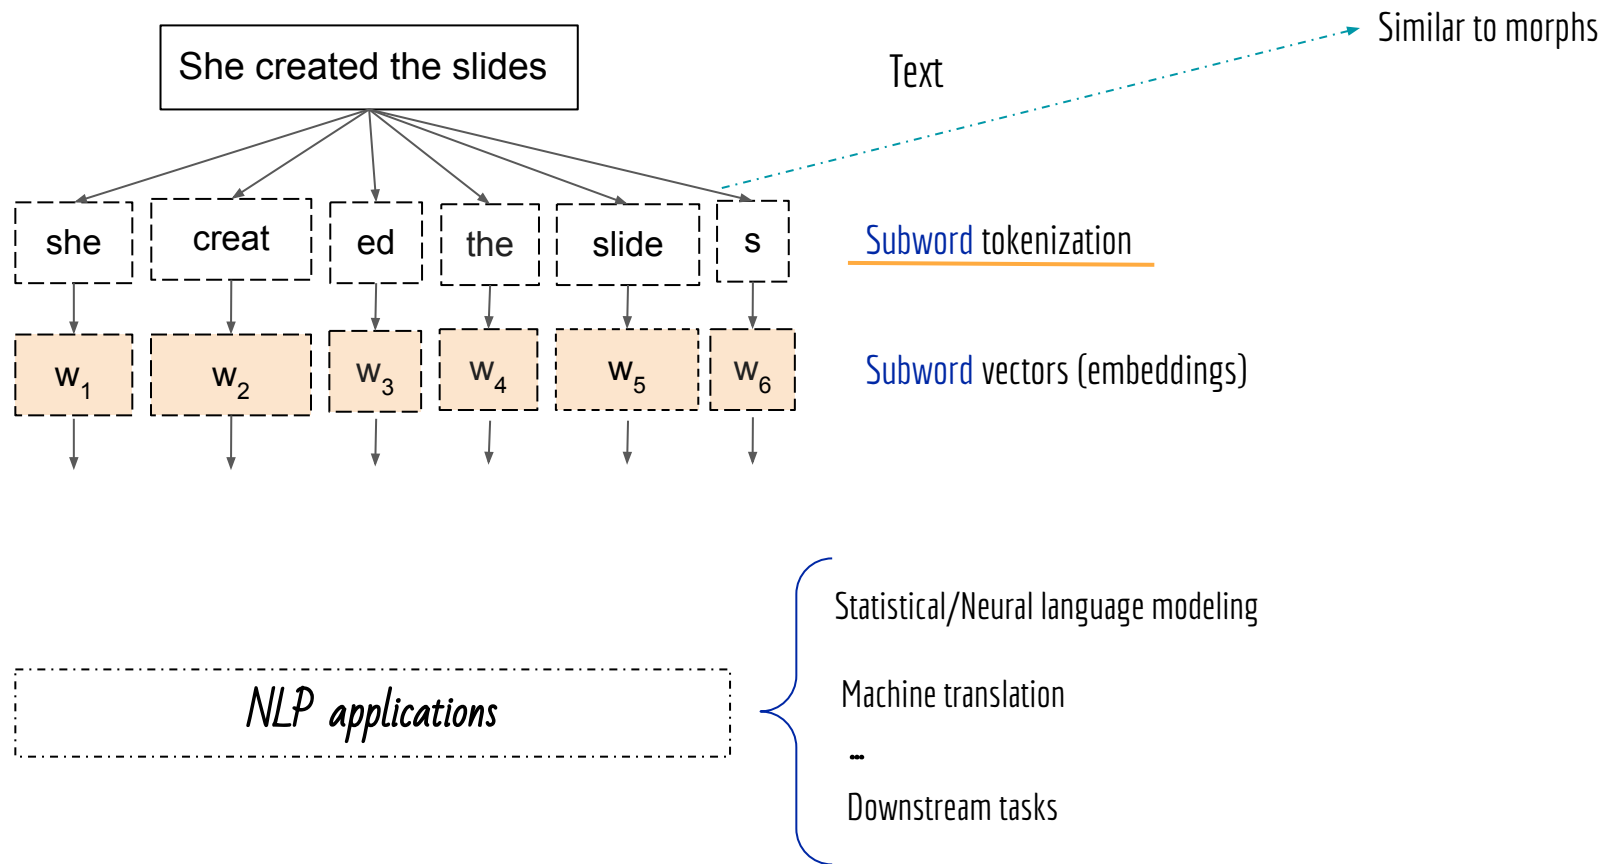 Similar to morphs
She created the slides
Text
she creat ed the slide s
Subword tokenization
w1 w2 w3 w4 w5 w6
Subword vectors (embeddings)
Statistical/Neural language modeling
NLP applications
Machine translation
...
Downstream tasks